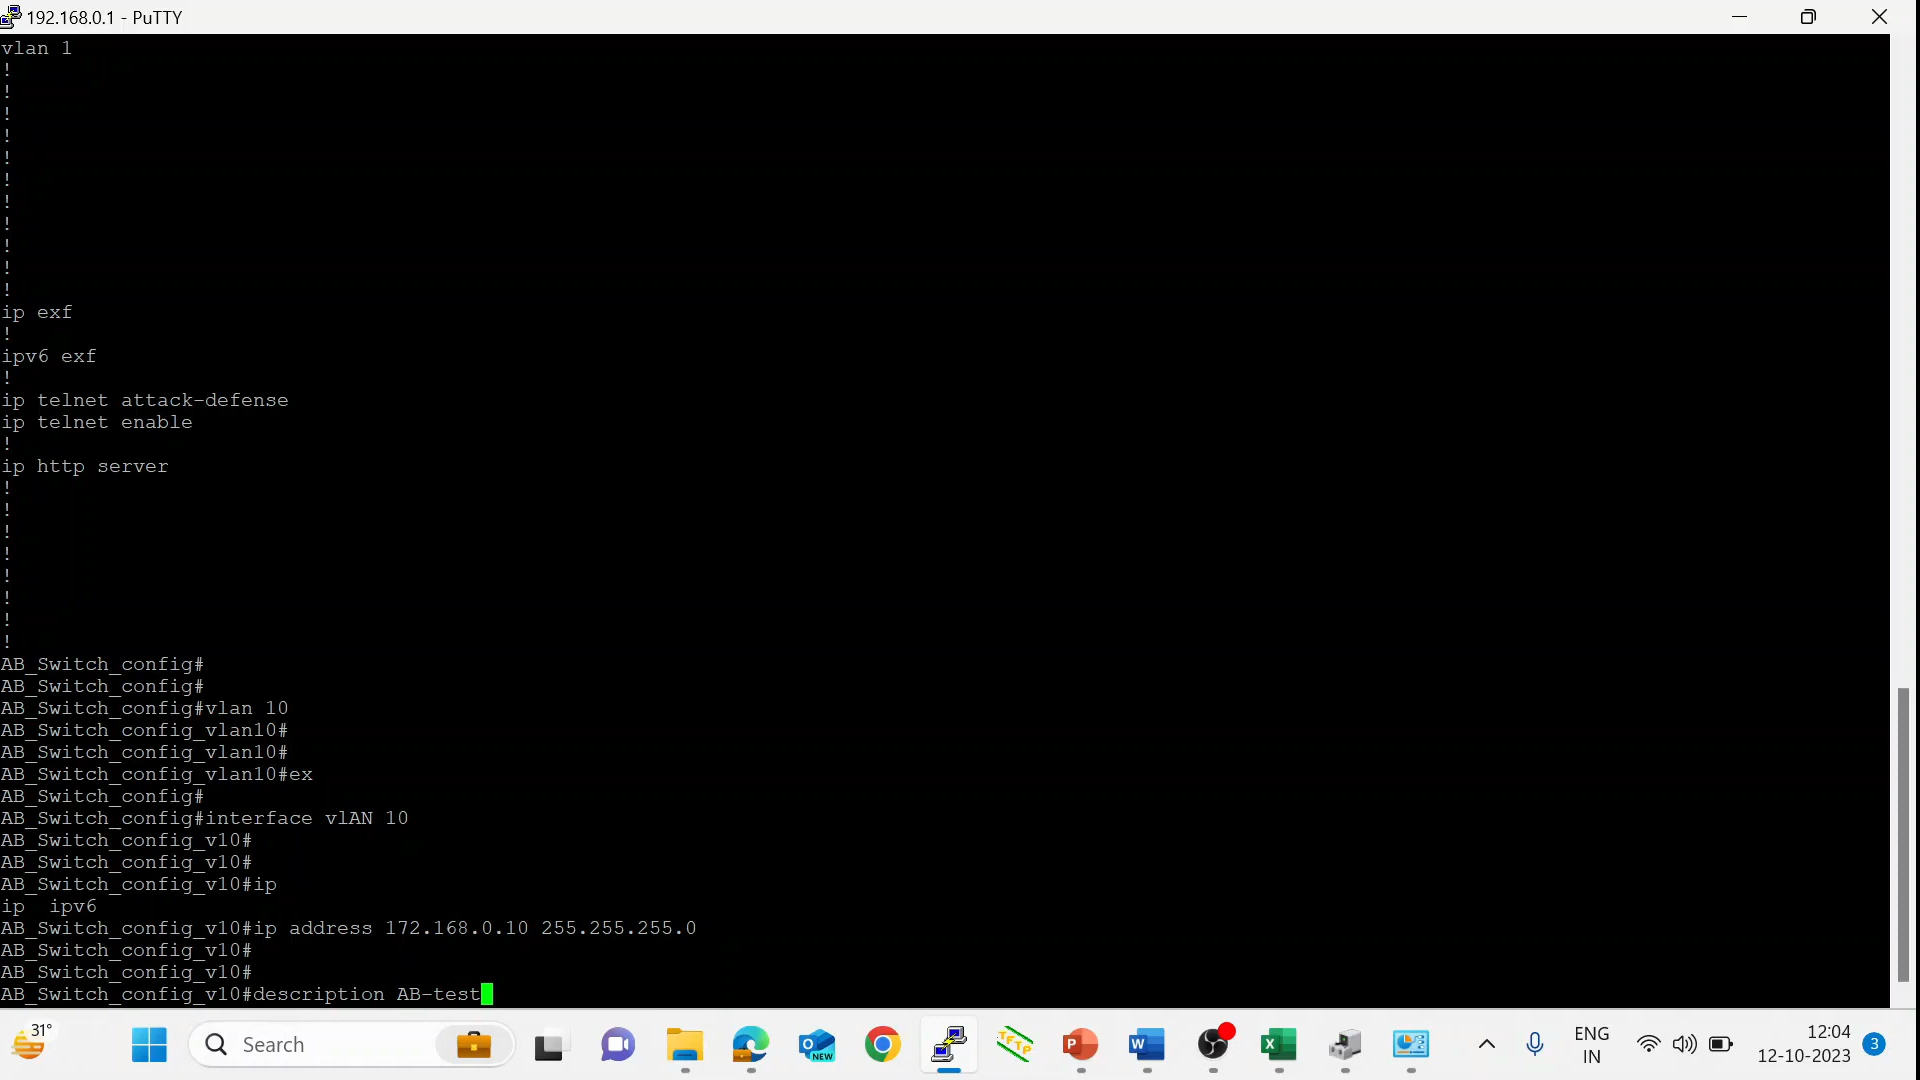 192.168.0.1 - PuTTY
vlan 1
!
!
!
!
!
!
!
!
!
!
!
ip exf
!
ipv6 exf
!
ip telnet attack-defense
ip telnet enable
!
ip http server
!
!
!
!
!
!
!
!
AB_Switch_config#
AB_Switch_config#
AB_Switch_config#vlan 10
AB_Switch_config_vlan10#
AB_Switch_config_vlan10#
AB_Switch_config_vlan10#ex
AB_Switch_config#
AB_Switch_config#interface vlAN 10
AB_Switch_config_v10#
AB_Switch_config_v10#
AB_Switch_config_v10#ip
ip  ipv6
AB_Switch_config_v10#ip address 172.168.0.10 255.255.255.0
AB_Switch_config_v10#
AB_Switch_config_v10#
AB_Switch_config_v10#description AB-test
31°
Search
NEW
TFTP
ENG
IN
12:04
12-10-2023
3